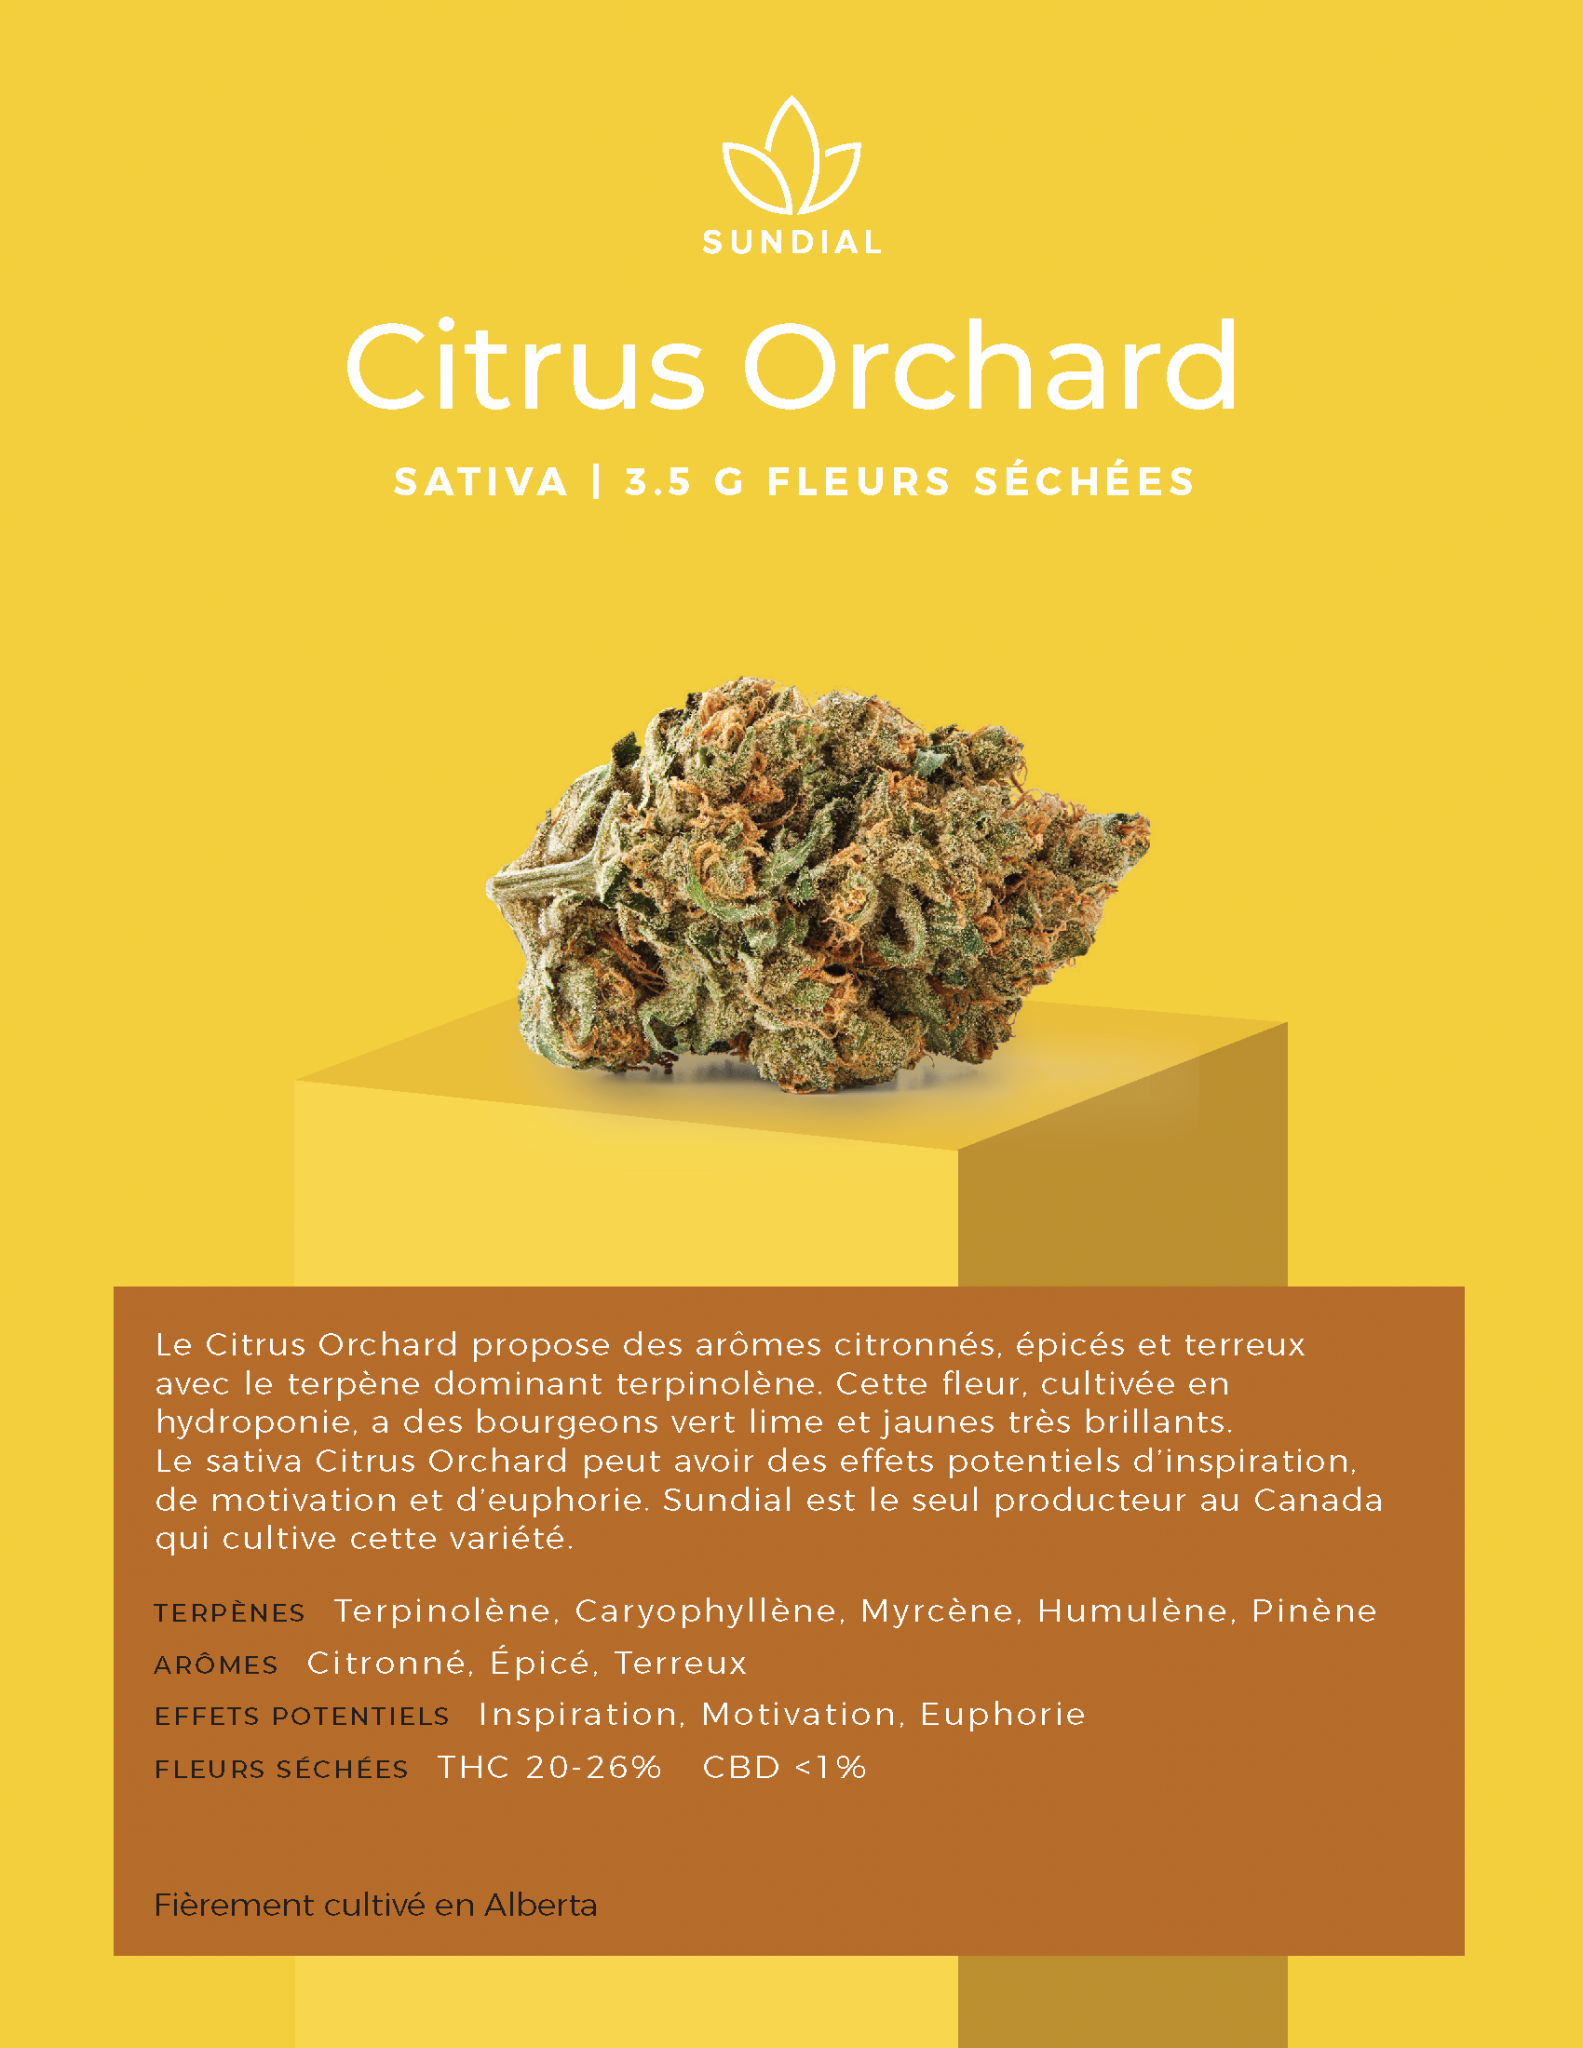 SUNDIAL
Citrus Orchard
SATIVA | 3.5 G FLEURS SÉCHÉES
Le Citrus Orchard propose des arômes citronnés, épicés et terreux
avec le terpène dominant terpinolène. Cette fleur, cultivée en
hydroponie, a des bourgeons vert lime et jaunes très brillants.
Le sativa Citrus Orchard peut avoir des effets potentiels d'inspiration,
de motivation et d'euphorie. Sundial est le seul producteur au Canada
qui cultive cette variété.
TERPÈNES Terpinolène, Caryophyllène, Myrcène, Humulène, Pinène
ARÔMES Citronné, Épicé, Terreux
EFFETS POTENTIELS Inspiration, Motivation, Euphorie
FLEURS SÉCHÉES THC 20-26% CBD <1%
Fièrement cultivé en Alberta